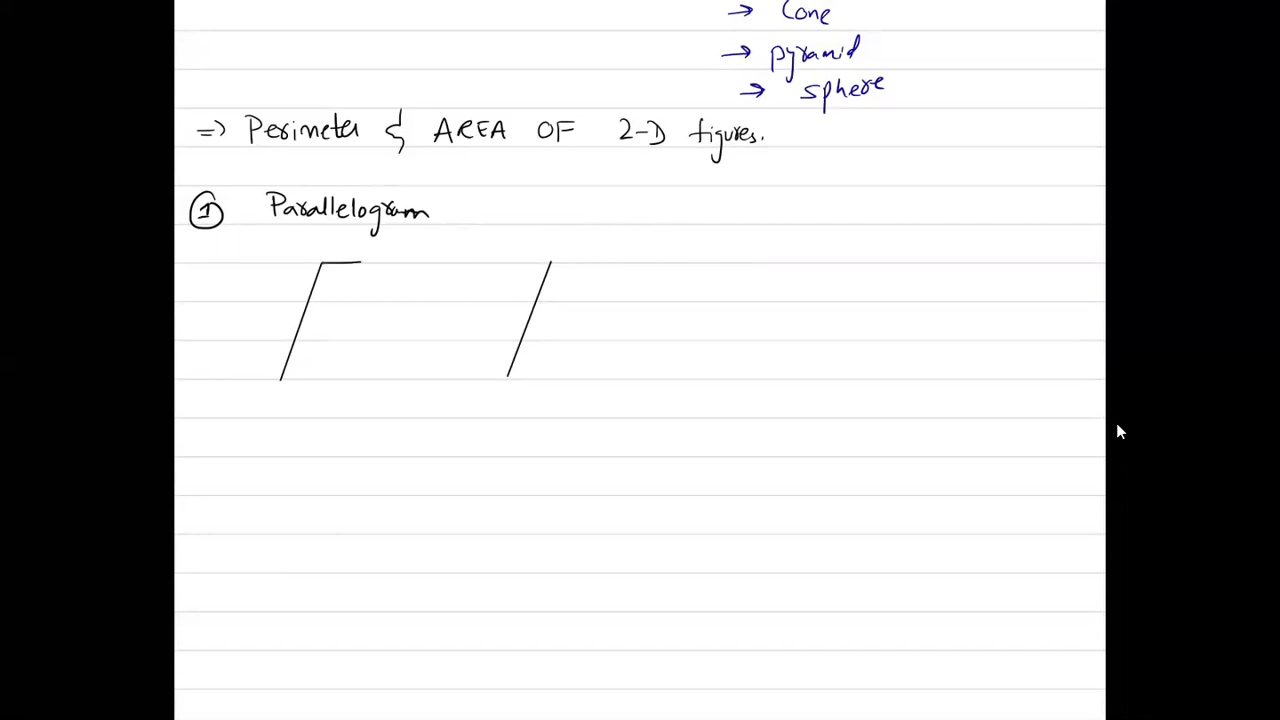 → Cone
→ pyramid
→ sphere
⇒ Perimeter & AREA OF 2-D figures.
① Parallelogram